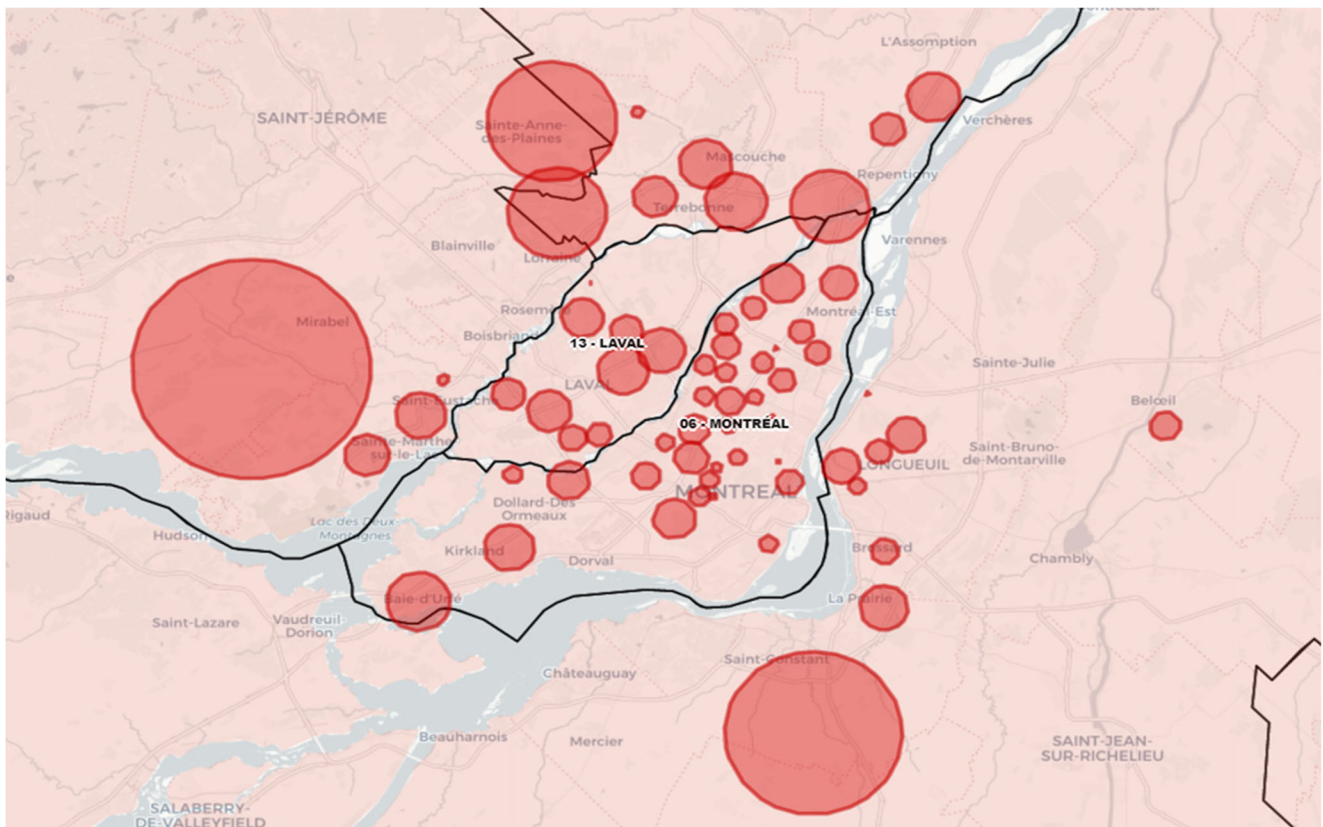 L'Assomption
SAINT-JÉRÔME
Verchères
Sainte-Anne-
des-Plaines
Mascouche
Repentigny
Terrebonne
Varennes
Blainville
Lorraine
Rosemère
Montréal-Est
Mirabel
Boisbriand
13 - LAVAL
Sainte-Julie
LAVAL
Saint-Eustache
Belœil
06 - MONTRÉAL
Sainte-Marthe-
sur-le-Lac
Saint-Bruno-
de-Montarville
LONGUEUIL
MONTRÉAL
Dollard-Des
Ormeaux
Rigaud
Lac des Deux-
Montagnes
Hudson
Kirkland
Brossard
Dorval
Chambly
Baie-d'Urfé
La Prairie
Saint-Lazare
Vaudreuil-
Dorion
Saint-Constant
Châteauguay
Beauharnois
Mercier
SAINT-JEAN-
SUR-RICHELIEU
SALABERRY-
DE-VALLEYFIELD